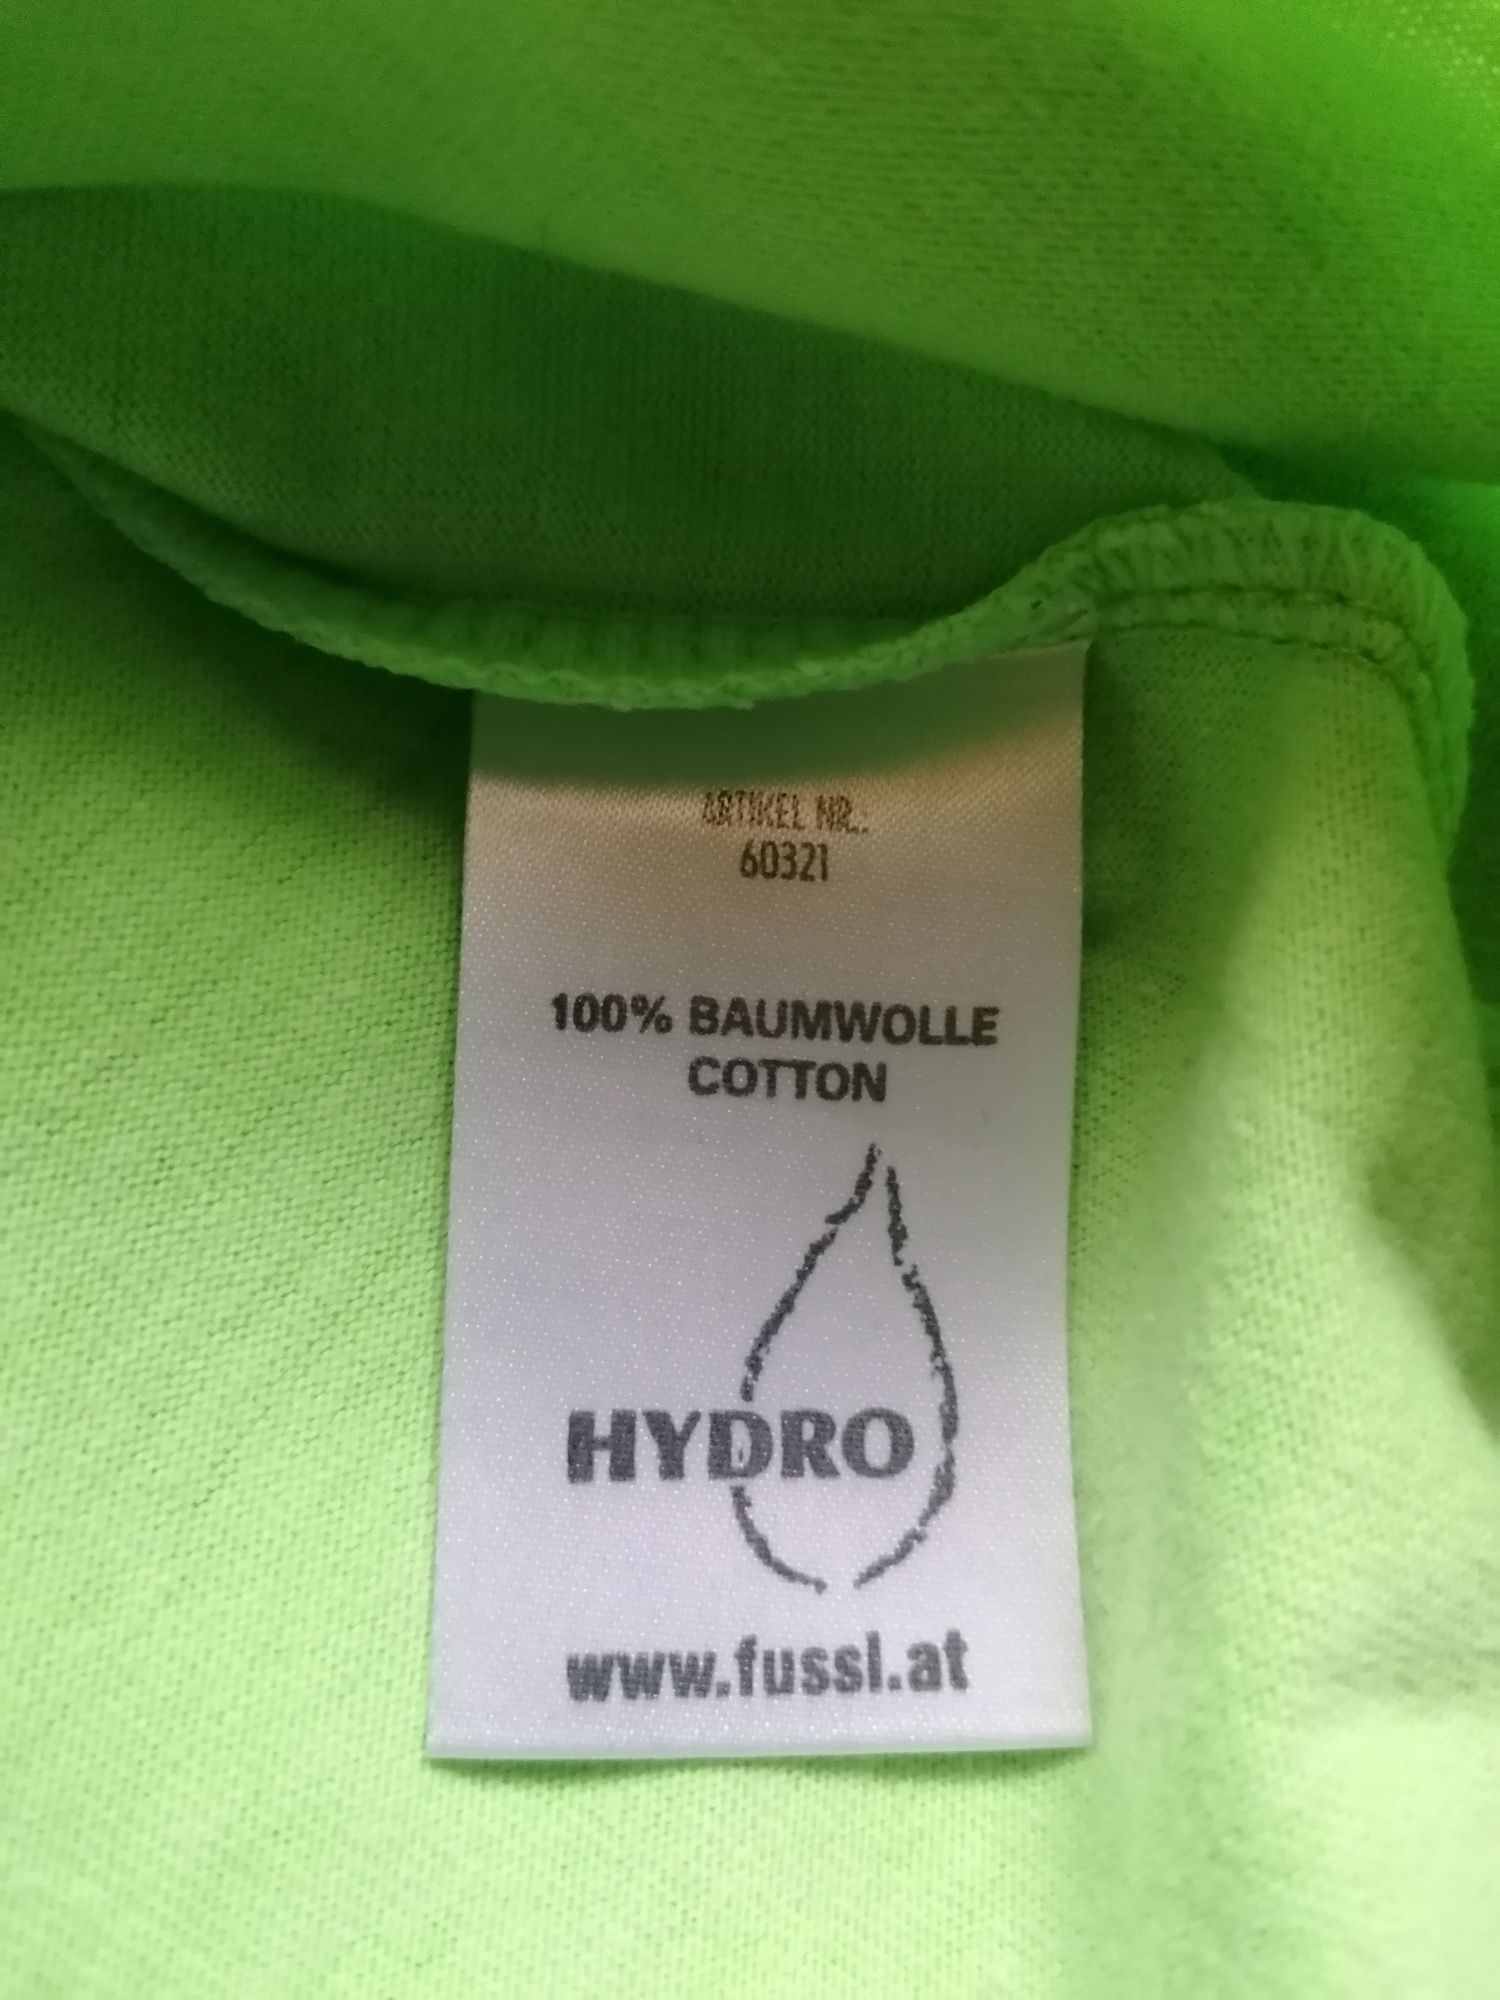 ARTIKEL NR.:
60321
100% BAUMWOLLE
COTTON
HYDRO
www.fussl.at